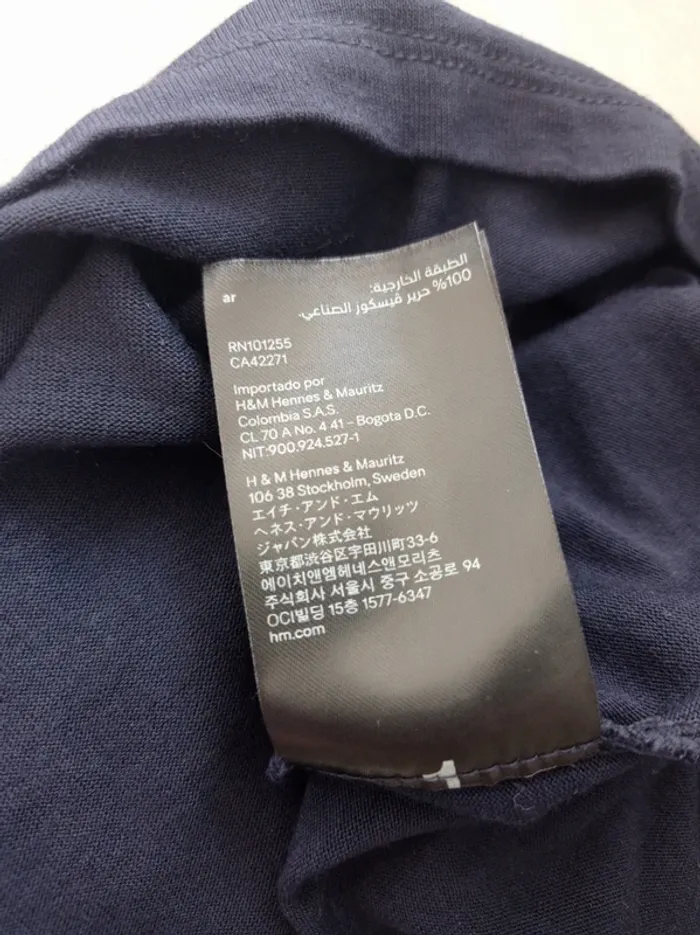 ar
الطبقة الخارجية:
100% حرير فيسكوز الصناعي.
RN101255
CA42271
Importado por
H&M Hennes & Mauritz
Colombia S.A.S.
CL 70 A No. 4 41 – Bogota D.C.
NIT:900.924.527-1
H & M Hennes & Mauritz
106 38 Stockholm, Sweden
エイチ・アンド・エム
ヘネス・アンド・マウリッツ
ジャパン株式会社
東京都渋谷区宇田川町33-6
에이치앤엠헤네스앤모리츠
주식회사 서울시 중구 소공로 94
OCI빌딩 15층 1577-6347
hm.com